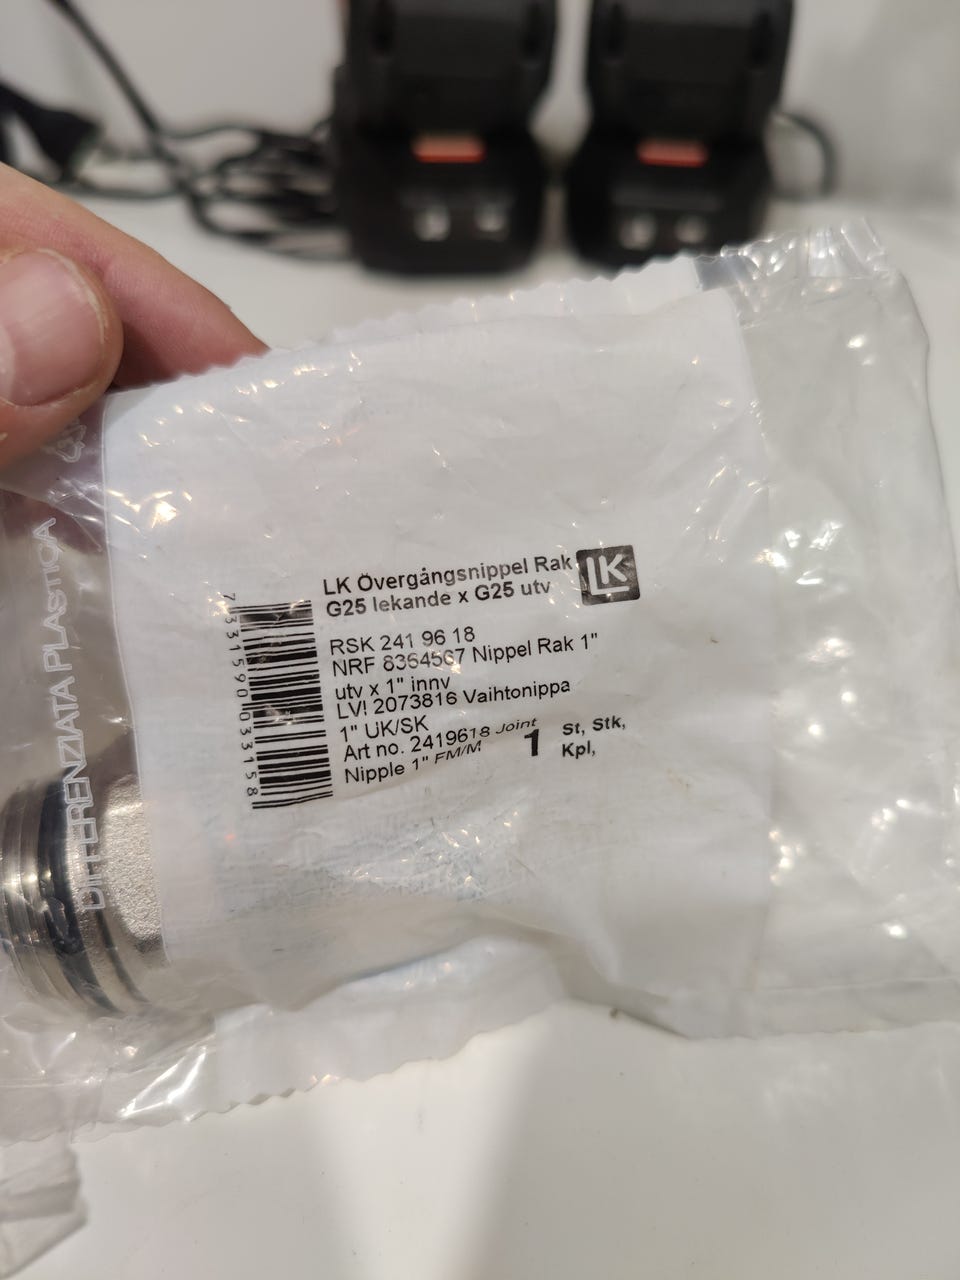 LK Övergångsnippel Rak
G25 lekande x G25 utv
LK
RSK 241 96 18
NRF 8364567 Nippel Rak 1"
utv x 1" innv
LVI 2073816 Vaihtonippa
1" UK/SK
Art no. 2419618 Joint
Nipple 1" FM/M
1 St, Stk,
Kpl,
7331590033158
DIFFERENZIATA PLASTICA